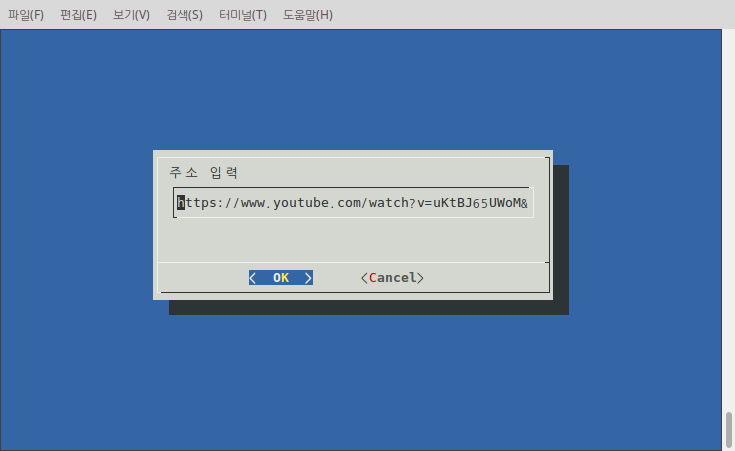 파일(F) 편집(E) 보기(V) 검색(S) 터미널(T) 도움말(H)
주소 입력
https://www.youtube.com/watch?v=uKtBJ65UWoM&
< OK > <Cancel>